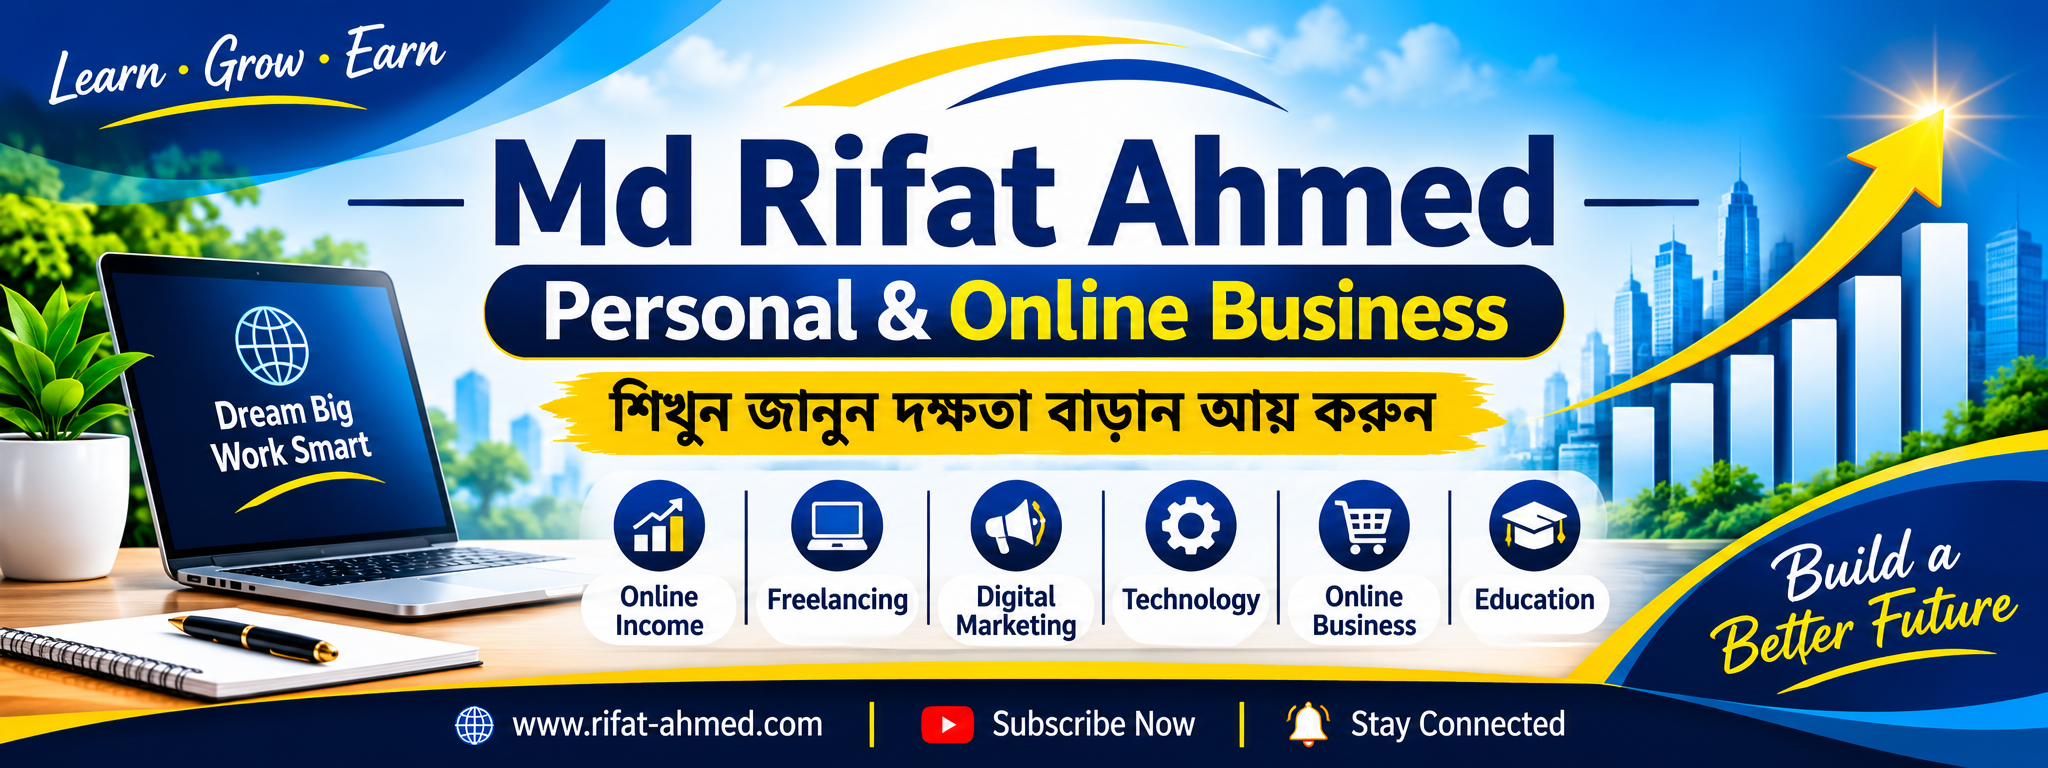 Learn • Grow • Earn
Md Rifat Ahmed
Personal & Online Business
শিখুন জানুন দক্ষতা বাড়ান আয় করুন
Dream Big
Work Smart
Online
Income
Freelancing
Digital
Marketing
Technology
Online
Business
Education
Build a
Better Future
www.rifat-ahmed.com
Subscribe Now
Stay Connected